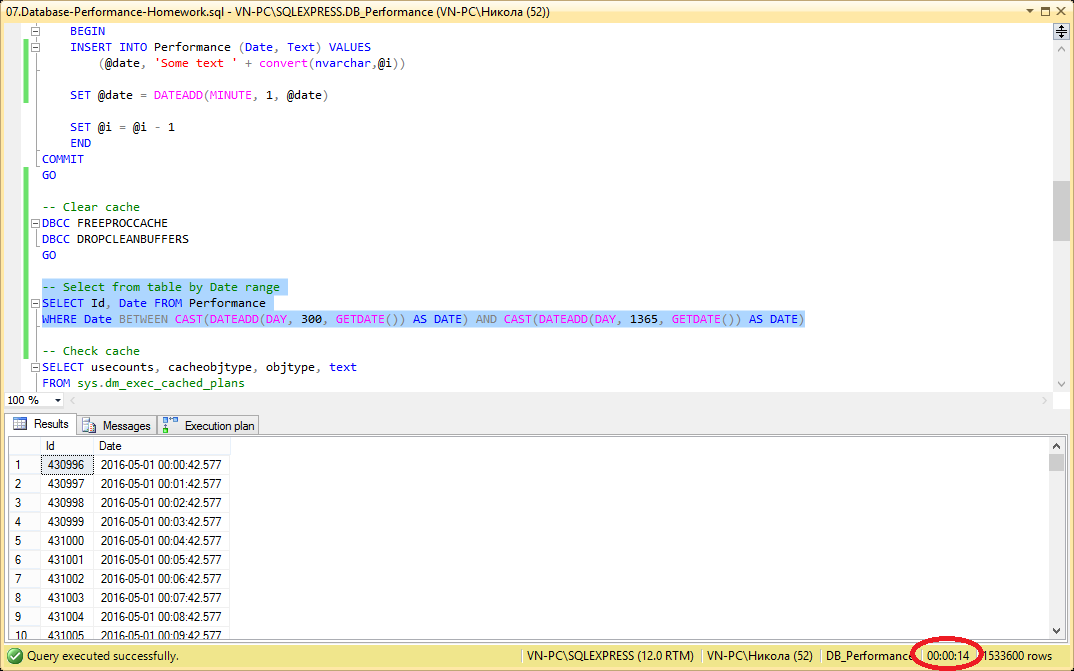 07.Database-Performance-Homework.sql - VN-PC\SQLEXPRESS.DB_Performance (VN-PC\Никола (52))
BEGIN
INSERT INTO Performance (Date, Text) VALUES
(@date, 'Some text ' + convert(nvarchar,@i))
SET @date = DATEADD(MINUTE, 1, @date)
SET @i = @i - 1
END
COMMIT
GO
-- Clear cache
DBCC FREEPROCCACHE
DBCC DROPCLEANBUFFERS
GO
-- Select from table by Date range
SELECT Id, Date FROM Performance
WHERE Date BETWEEN CAST(DATEADD(DAY, 300, GETDATE()) AS DATE) AND CAST(DATEADD(DAY, 1365, GETDATE()) AS DATE)
-- Check cache
SELECT usecounts, cacheobjtype, objtype, text
FROM sys.dm_exec_cached_plans
100 %
Results Messages Execution plan
Id Date
1 430996 2016-05-01 00:00:42.577
2 430997 2016-05-01 00:01:42.577
3 430998 2016-05-01 00:02:42.577
4 430999 2016-05-01 00:03:42.577
5 431000 2016-05-01 00:04:42.577
6 431001 2016-05-01 00:05:42.577
7 431002 2016-05-01 00:06:42.577
8 431003 2016-05-01 00:07:42.577
9 431004 2016-05-01 00:08:42.577
10 431005 2016-05-01 00:09:42.577
Query executed successfully. VN-PC\SQLEXPRESS (12.0 RTM) VN-PC\Никола (52) DB_Performance 00:00:14 1533600 rows